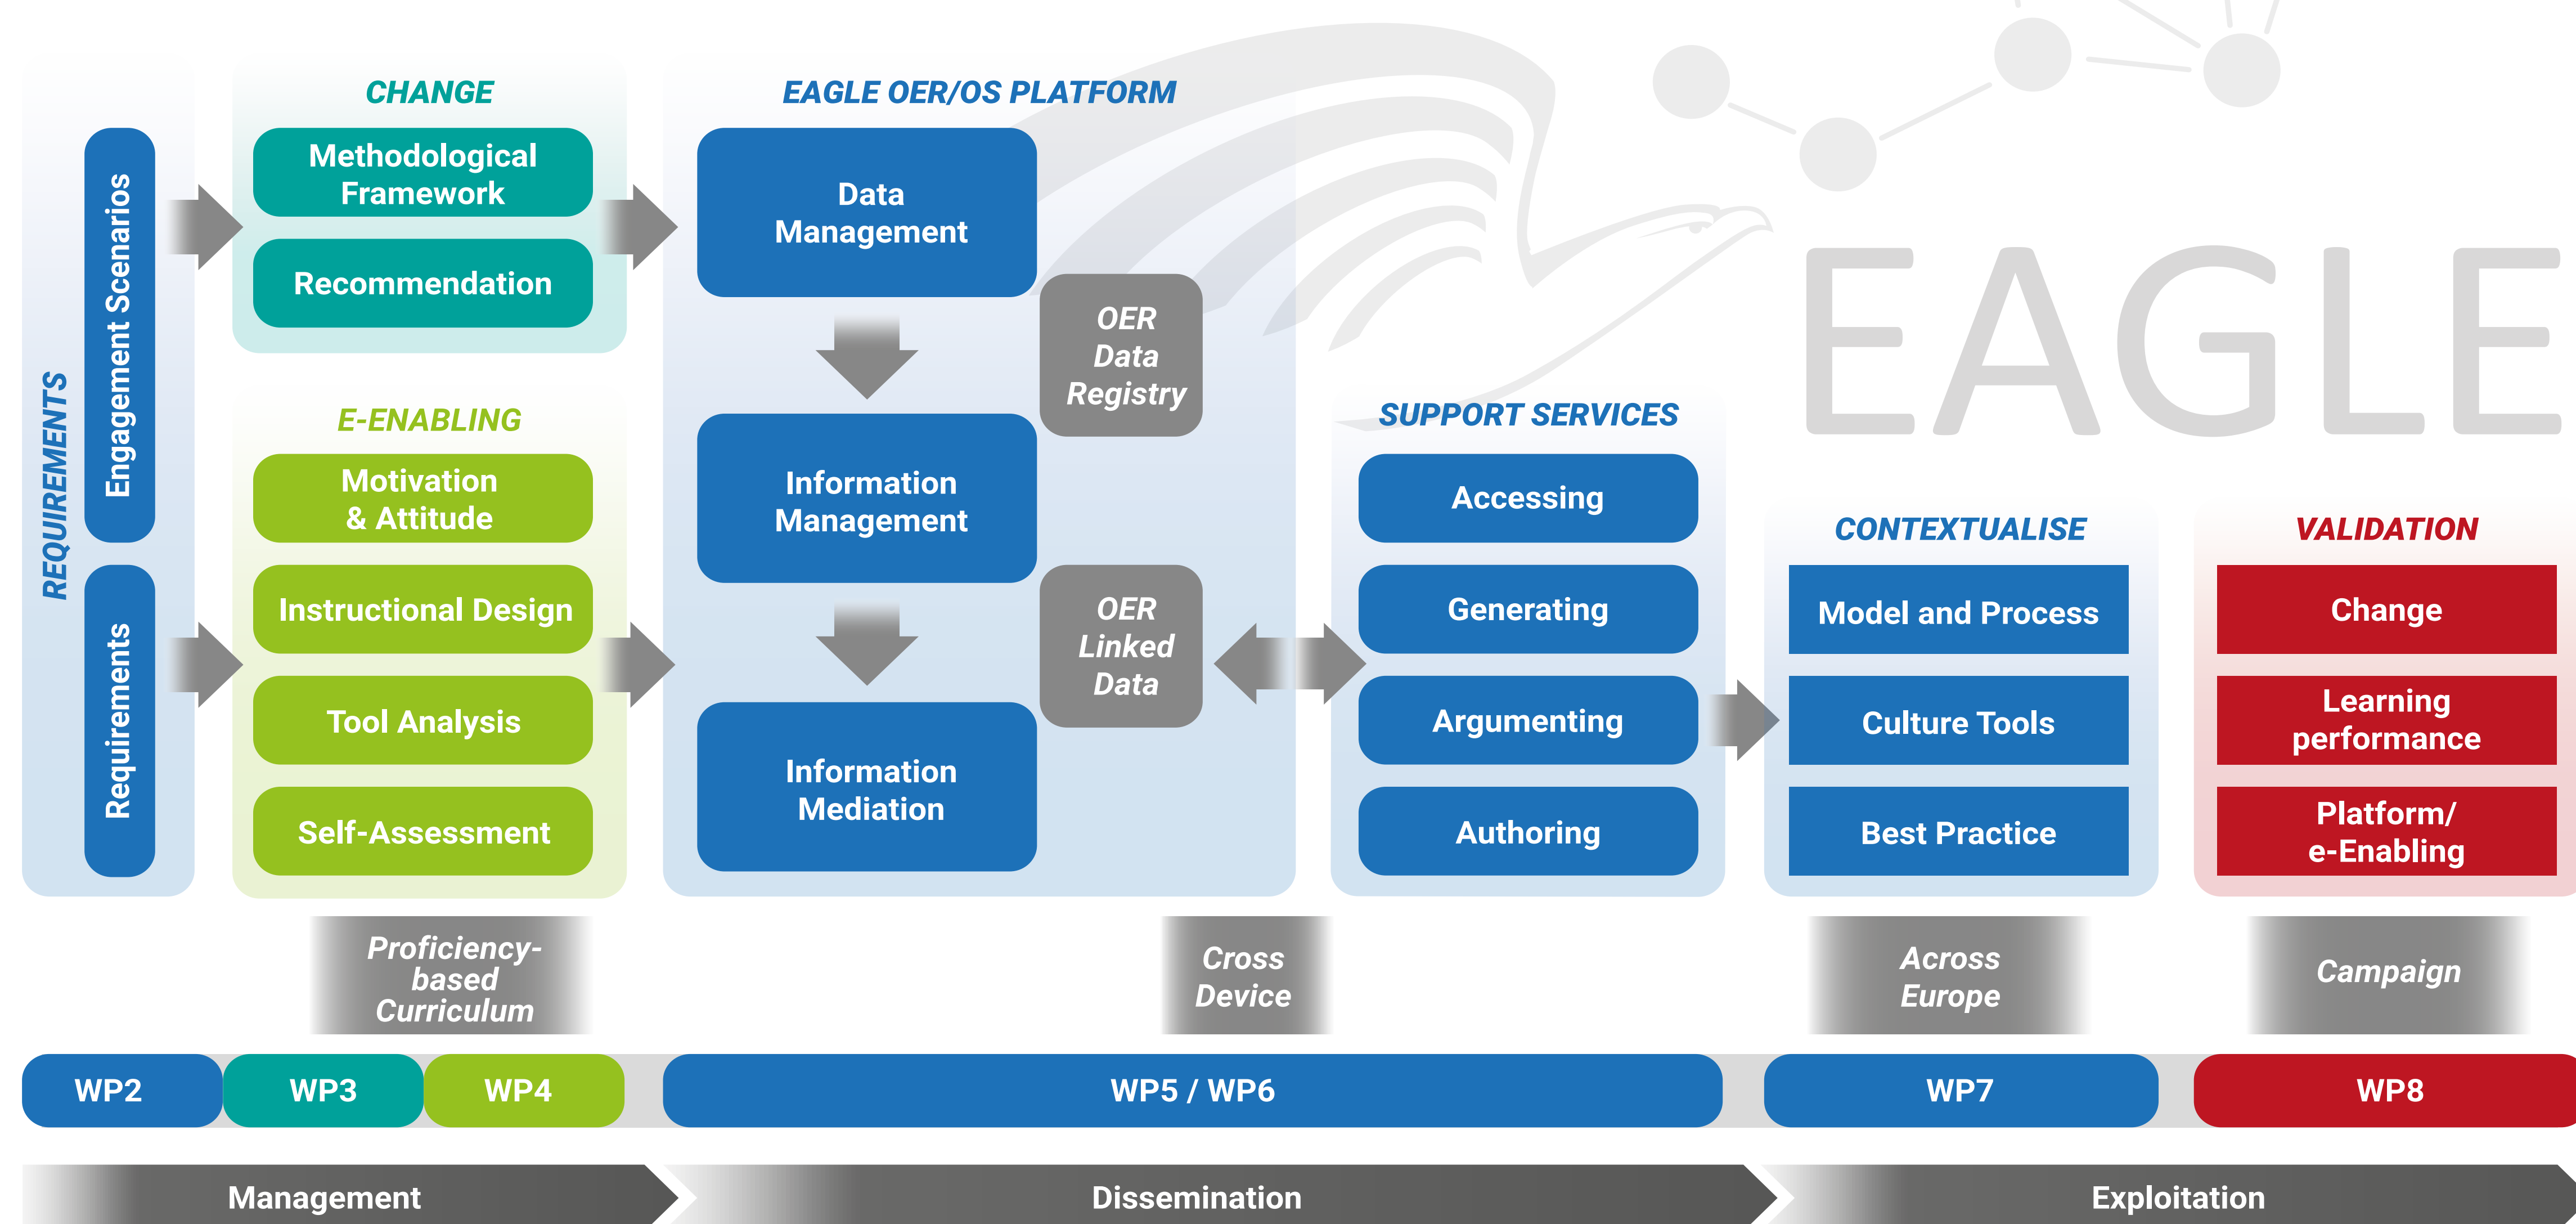 REQUIREMENTS
Engagement Scenarios
Requirements
CHANGE
Methodological
Framework
Recommendation
E-ENABLING
Motivation
& Attitude
Instructional Design
Tool Analysis
Self-Assessment
EAGLE OER/OS PLATFORM
Data
Management
Information
Management
Information
Mediation
OER
Data
Registry
OER
Linked
Data
SUPPORT SERVICES
Accessing
Generating
Argumenting
Authoring
EAGLE
CONTEXTUALISE
Model and Process
Culture Tools
Best Practice
VALIDATION
Change
Learning
performance
Platform/
e-Enabling
Proficiency-
based
Curriculum
Cross
Device
Across
Europe
Campaign
WP2
WP3
WP4
WP5 / WP6
WP7
WP8
Management
Dissemination
Exploitation